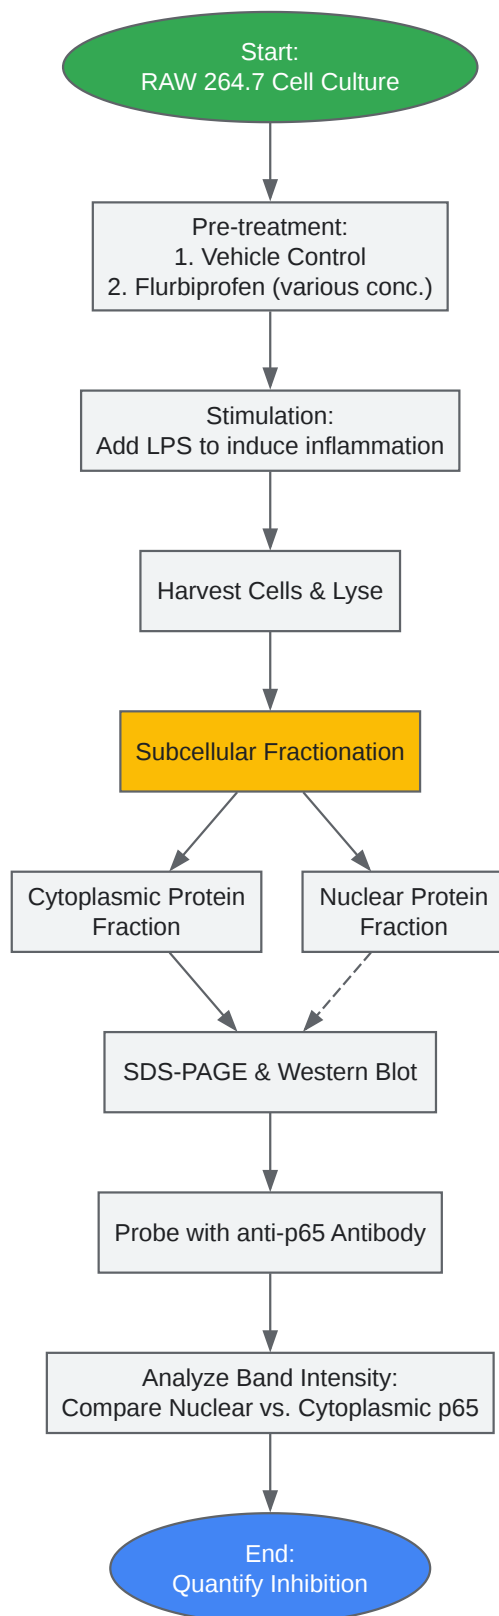 Start:
RAW 264.7 Cell Culture
Pre-treatment:
1. Vehicle Control
2. Flurbiprofen (various conc.)
Stimulation:
Add LPS to induce inflammation
Harvest Cells & Lyse
Subcellular Fractionation
Cytoplasmic Protein
Fraction
Nuclear Protein
Fraction
SDS-PAGE & Western Blot
Probe with anti-p65 Antibody
Analyze Band Intensity:
Compare Nuclear vs. Cytoplasmic p65
End:
Quantify Inhibition